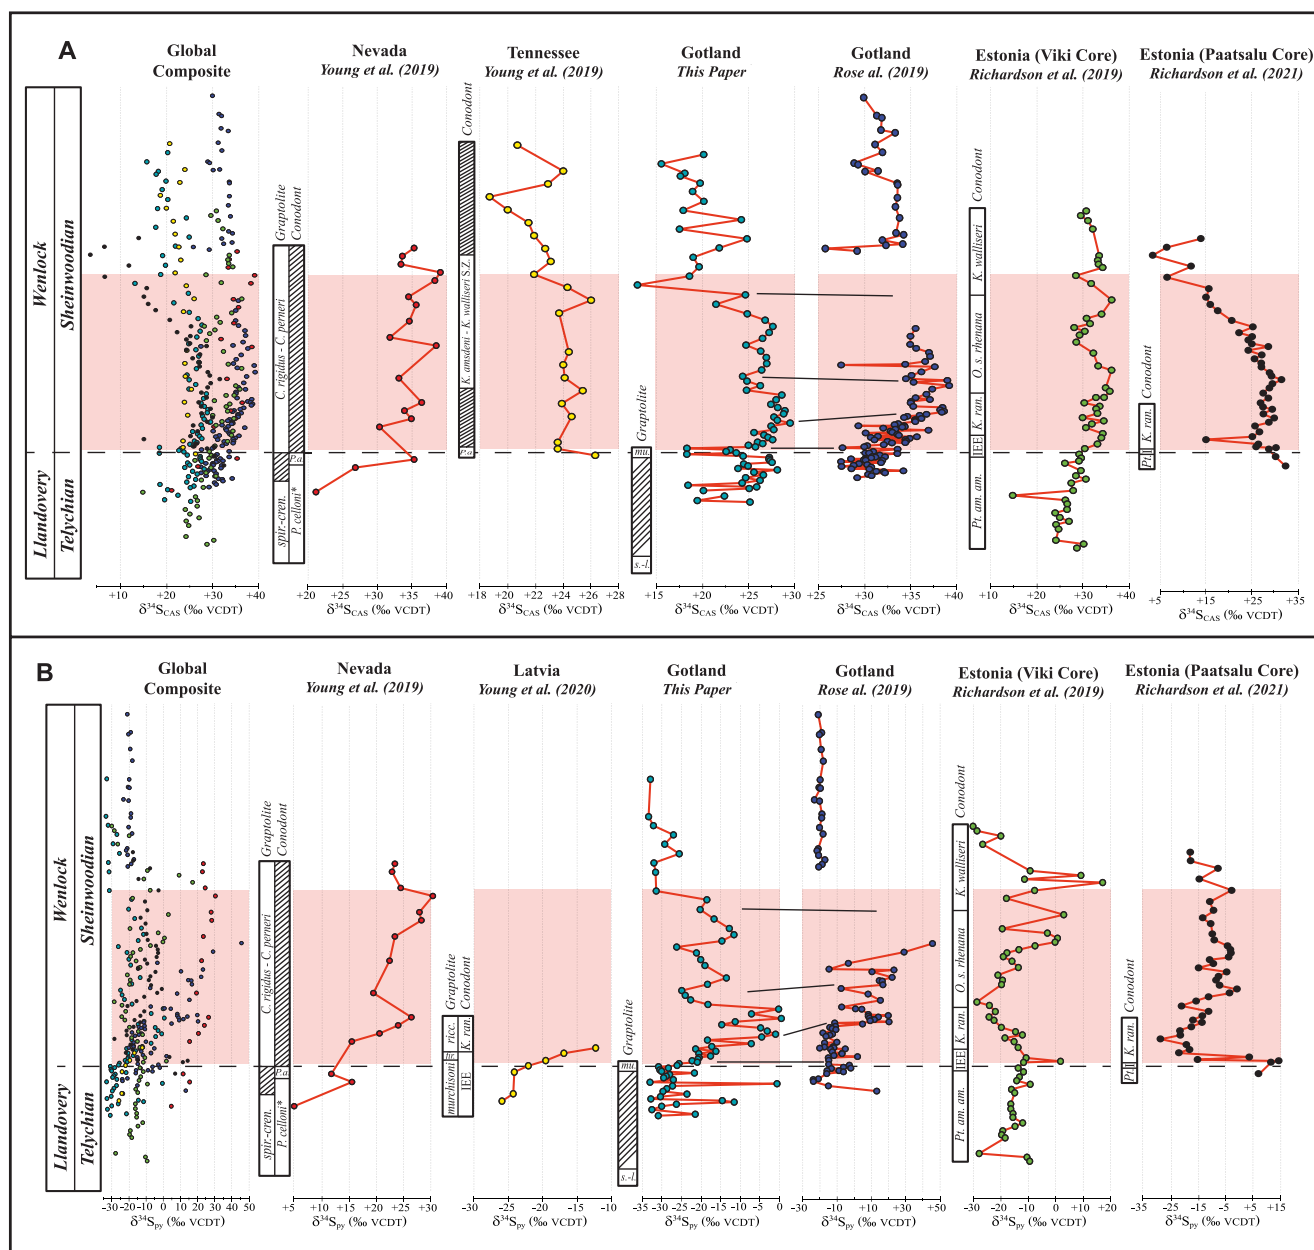 A
Global
Composite
Nevada
Young et al. (2019)
Tennessee
Young et al. (2019)
Gotland
This Paper
Gotland
Rose al. (2019)
Estonia (Viki Core)
Richardson et al. (2019)
Estonia (Paatsalu Core)
Richardson et al. (2021)
Wenlock
Sheinwoodian
Llandovery
Telychian
Graptolite
Conodont
C. rigidus - C. perneri
P.a.
spir.-cren.
P. celloni*
Conodont
K. amsdeni - K. walliseri S.Z.
P.a
Graptolite
mu.
s.-l.
Conodont
K. walliseri
O. s. rhenana
K. ran.
IEE
Pt. am. am.
Conodont
K. ran.
Pt.
+10 +20 +30 +40
δ34SCAS (‰ VCDT)
+20 +25 +30 +35 +40
δ34SCAS (‰ VCDT)
+18 +20 +22 +24 +26 +28
δ34SCAS (‰ VCDT)
+15 +20 +25 +30
δ34SCAS (‰ VCDT)
+25 +30 +35 +40
δ34SCAS (‰ VCDT)
+10 +20 +30 +40
δ34SCAS (‰ VCDT)
+5 +15 +25 +35
δ34SCAS (‰ VCDT)
B
Global
Composite
Nevada
Young et al. (2019)
Latvia
Young et al. (2020)
Gotland
This Paper
Gotland
Rose al. (2019)
Estonia (Viki Core)
Richardson et al. (2019)
Estonia (Paatsalu Core)
Richardson et al. (2021)
Wenlock
Sheinwoodian
Llandovery
Telychian
Graptolite
Conodont
C. rigidus - C. perneri
P.a.
spir.-cren.
P. celloni*
Graptolite
Conodont
ricc.
K. ran.
murchisoni
IEE
Graptolite
mu.
s.-l.
Conodont
K. walliseri
O. s. rhenana
K. ran.
IEE
Pt. am. am.
Conodont
K. ran.
Pt.
-30 -20 -10 0 10 20 30 40 50
δ34Spy (‰ VCDT)
+5 +15 +25 +30
δ34Spy (‰ VCDT)
-30 -25 -20 -15 -10
δ34Spy (‰ VCDT)
-35 -30 -25 -20 -15 -10 -5 0
δ34Spy (‰ VCDT)
-30 -10 +10 +30 +50
δ34Spy (‰ VCDT)
-30 -20 -10 0 +10 +20
δ34Spy (‰ VCDT)
-35 -25 -15 -5 +5 +15
δ34Spy (‰ VCDT)